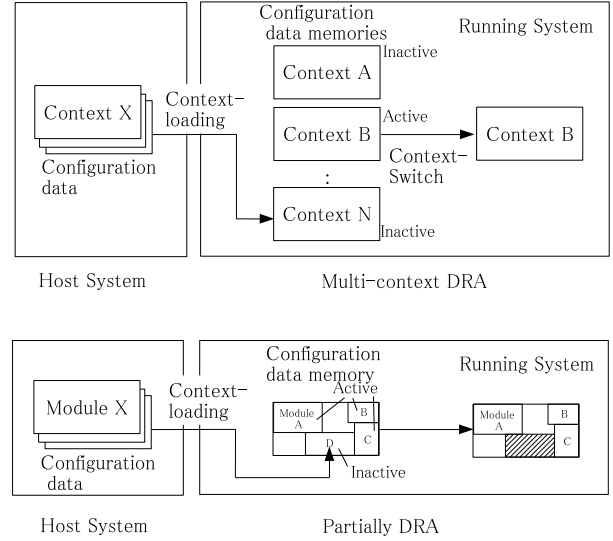 Configuration
data memories
Running System
Inactive
Context A
Context X
Context-
loading
Active
Context B
Context B
Context-
Switch
Configuration
data
:
Context N
Inactive
Host System
Multi-context DRA
Configuration
data memory
Running System
Context-
loading
Active
Module X
Module
A
B
C
D
Inactive
Module
A
B
C
Configuration
data
Host System
Partially DRA